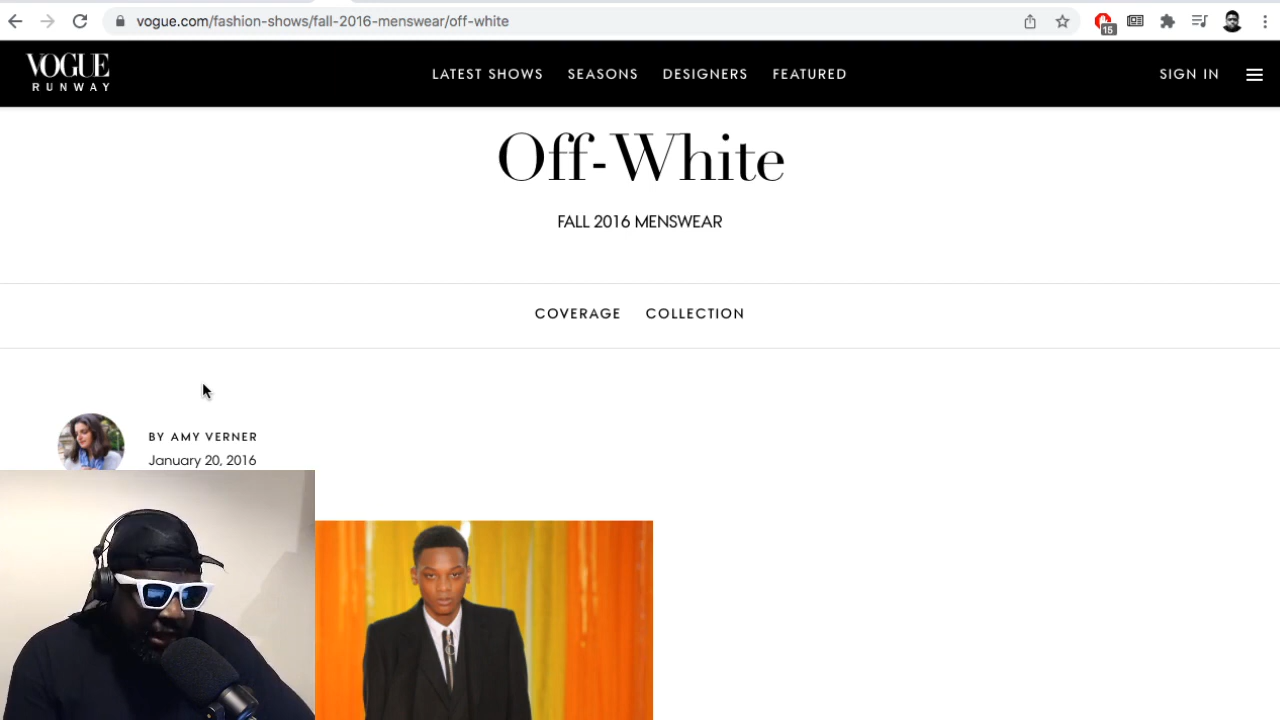 vogue.com/fashion-shows/fall-2016-menswear/off-white
15
VOGUE
RUNWAY
LATEST SHOWS SEASONS DESIGNERS FEATURED
SIGN IN
Off-White
FALL 2016 MENSWEAR
COVERAGE COLLECTION
BY AMY VERNER
January 20, 2016